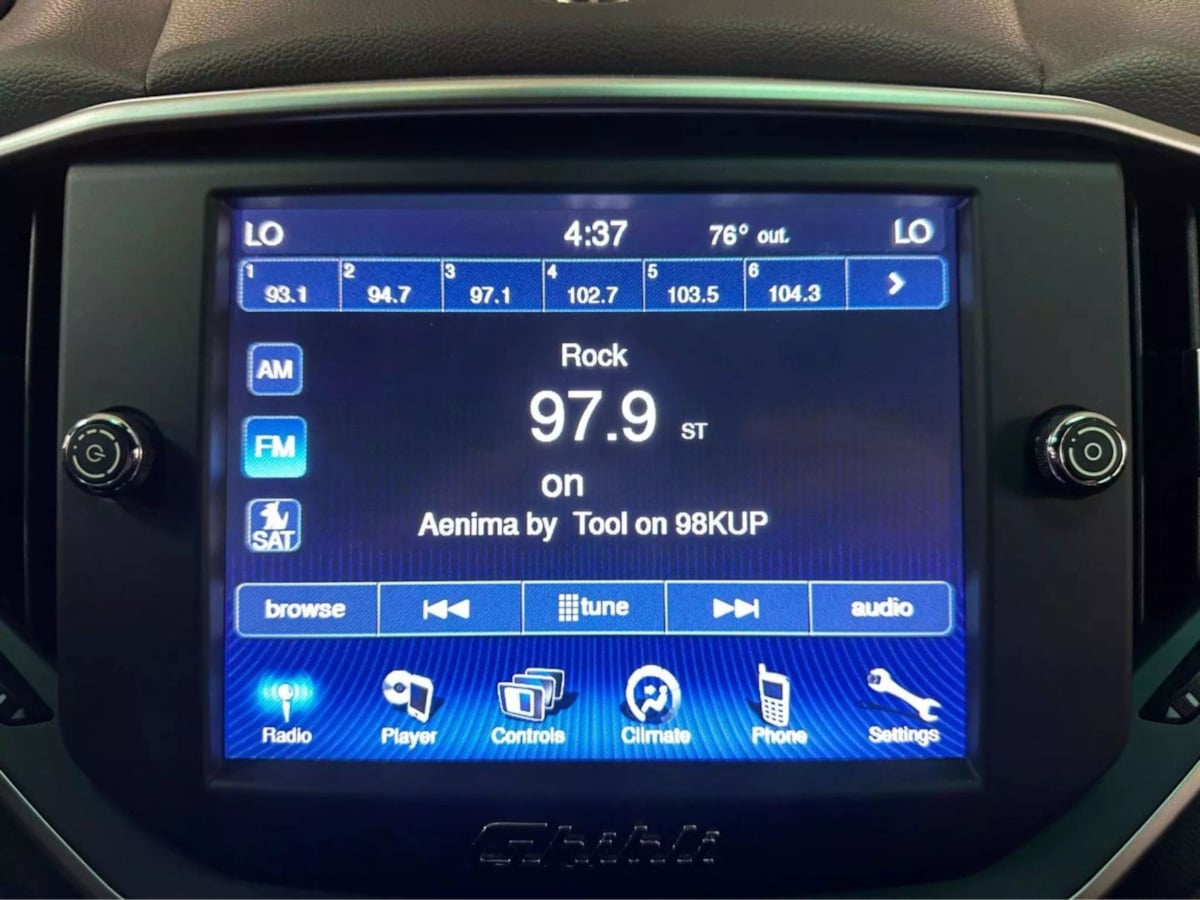 LO 4:37 76° out. LO
1 93.1 2 94.7 3 97.1 4 102.7 5 103.5 6 104.3
Rock
AM
97.9 ST
FM
on
SAT
Aenima by Tool on 98KUP
browse tune audio
Radio Player Controls Climate Phone Settings
Ghibli